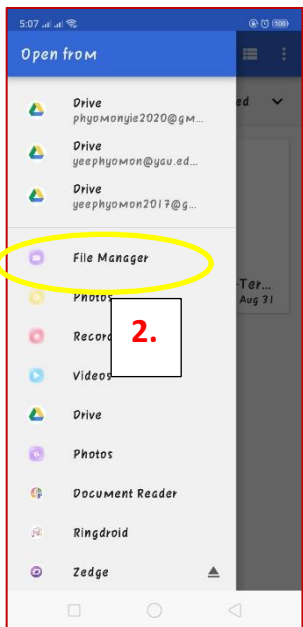 5:07
100
Open from
Drive
phyomonyie2020@gm...
ed
Drive
yeephyomon@yau.ed...
Drive
yeephyomon2017@g...
File Manager
-Ter...
Photos
Aug 31
Record
2.
Videos
Drive
Photos
Document Reader
Ringdroid
Zedge